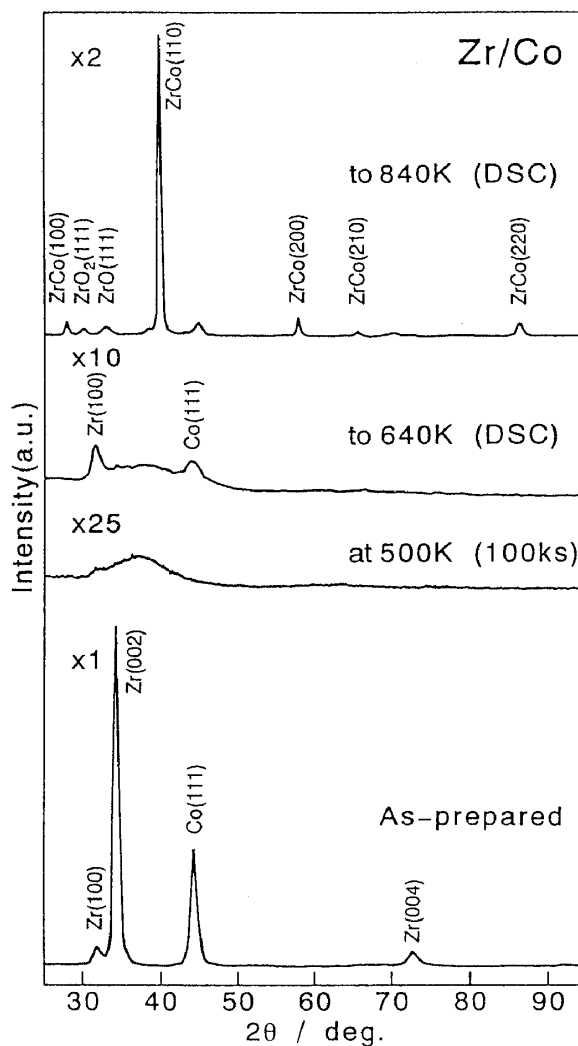 x2
ZrCo(110)
Zr/Co
to 840K (DSC)
ZrCo(100)
ZrO₂(111)
ZrO(111)
ZrCo(200)
ZrCo(210)
ZrCo(220)
x10
Zr(100)
Co(111)
to 640K (DSC)
x25
at 500K (100ks)
x1
Zr(002)
Zr(100)
Co(111)
Zr(004)
As-prepared
Intensity(a.u.)
30 40 50 60 70 80 90
2θ / deg.